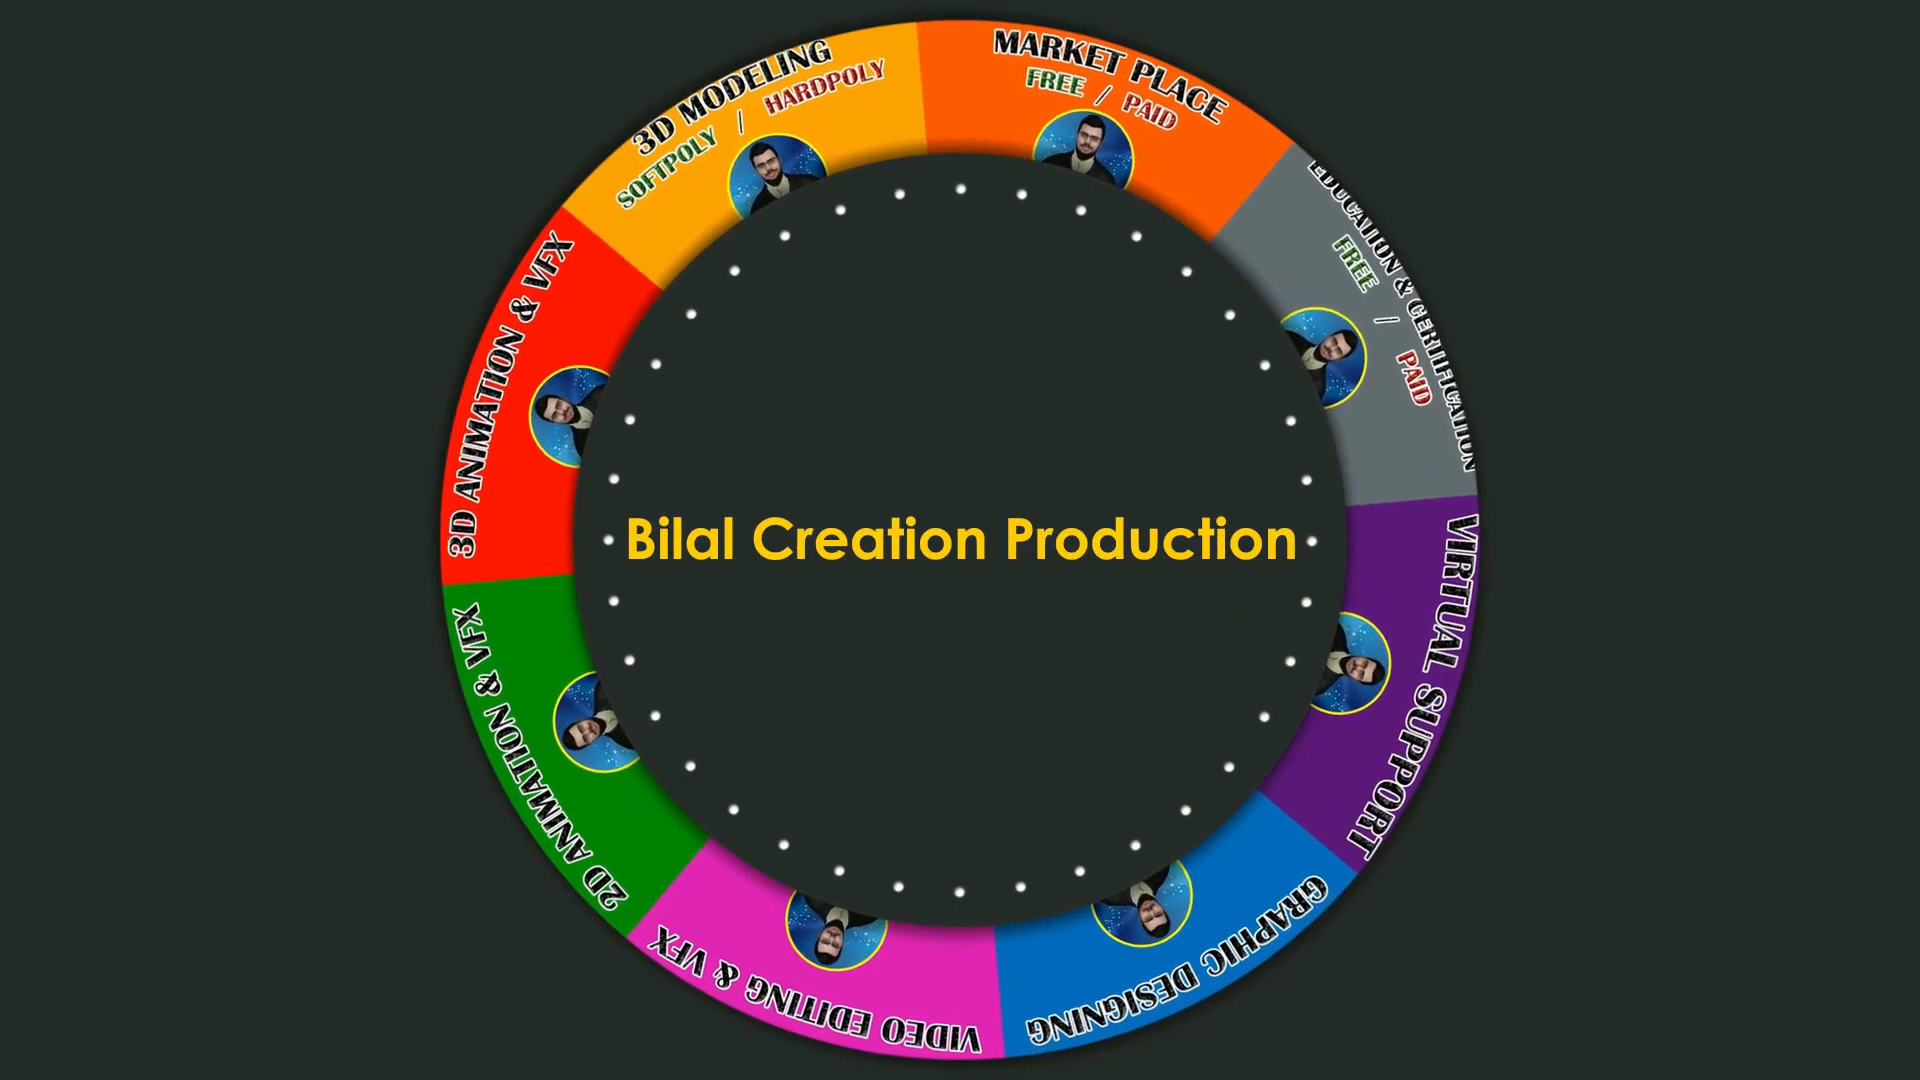 MARKET PLACE
FREE / PAID
EDUCATION & CERTIFICATION
FREE / PAID
VIRTUAL SUPPORT
GRAPHIC DESIGNING
VIDEO EDITING & VFX
2D ANIMATION & VFX
3D ANIMATION & VFX
3D MODELING
SOFTPOLY / HARDPOLY
Bilal Creation Production